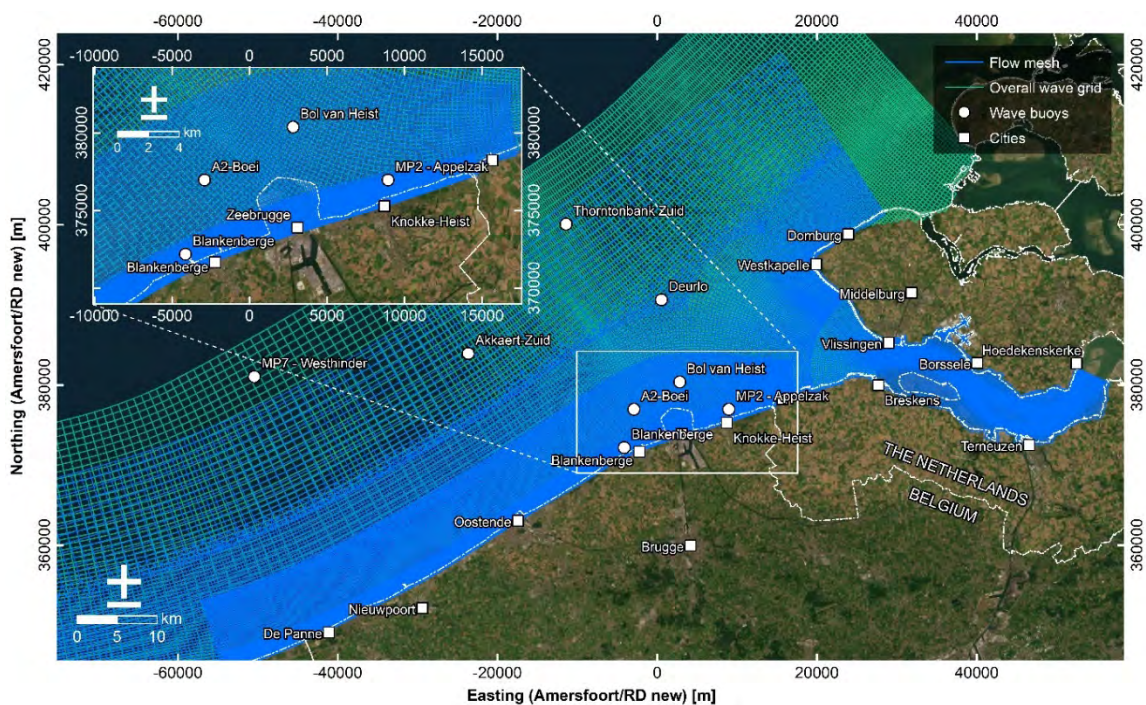 -60000 -40000 -20000 0 20000 40000
-10000 -5000 0 5000 10000 15000
420000
400000
380000
360000
Northing (Amersfoort/RD new) [m]
Flow mesh
Overall wave grid
Wave buoys
Cities
0 2 4 km
Bol van Heist
A2-Boei
MP2 - Appelzak
Zeebrugge
Knokke-Heist
Blankenberge
Blankenberge
380000
375000
370000
-10000 -5000 0 5000 10000 15000
Thorntonbank Zuid
Domburg
Westkapelle
Middelburg
Deurlo
Akkaert-Zuid
MP7 - Westhinder
Vlissingen
Borssele
Hoedekenskerke
Bol van Heist
A2-Boei
MP2 - Appelzak
Breskens
Blankenberge
Knokke-Heist
Blankenberge
Terneuzen
THE NETHERLANDS
BELGIUM
Oostende
Brugge
Nieuwpoort
De Panne
0 5 10 km
420000
400000
380000
360000
-60000 -40000 -20000 0 20000 40000
Easting (Amersfoort/RD new) [m]